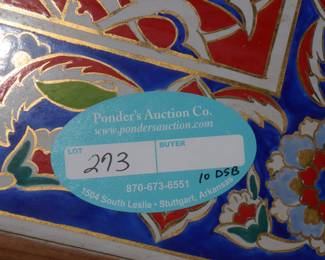 Ponder's Auction Co.
www.pondersauction.com
LOT BUYER
273
10 DSB
870-673-6551
1504 South Leslie • Stuttgart, Arkansas